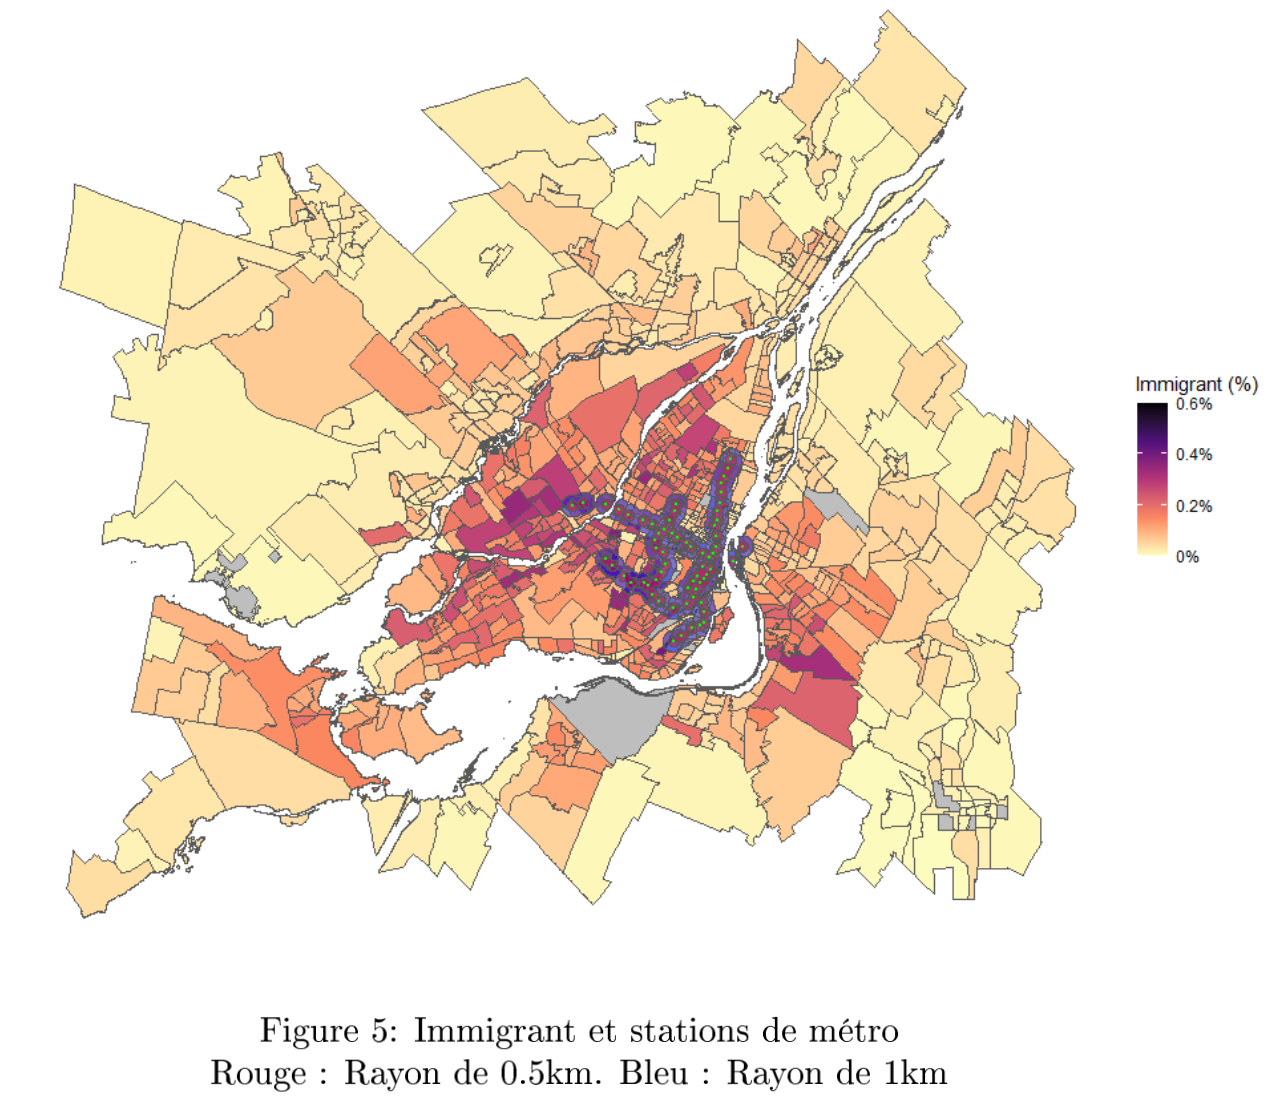 Immigrant (%)
0.6%
0.4%
0.2%
0%
Figure 5: Immigrant et stations de métro
Rouge : Rayon de 0.5km. Bleu : Rayon de 1km